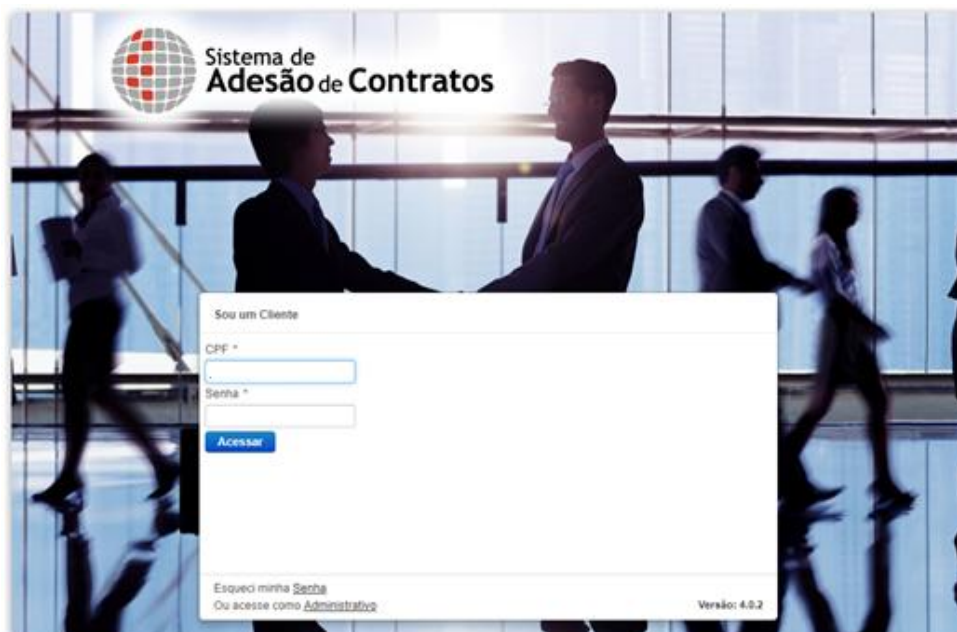 Sistema de
Adesão de Contratos
Sou um Cliente
CPF *
.
Senha *
Acessar
Esqueci minha Senha
Ou acesse como Administrativo
Versão: 4.0.2